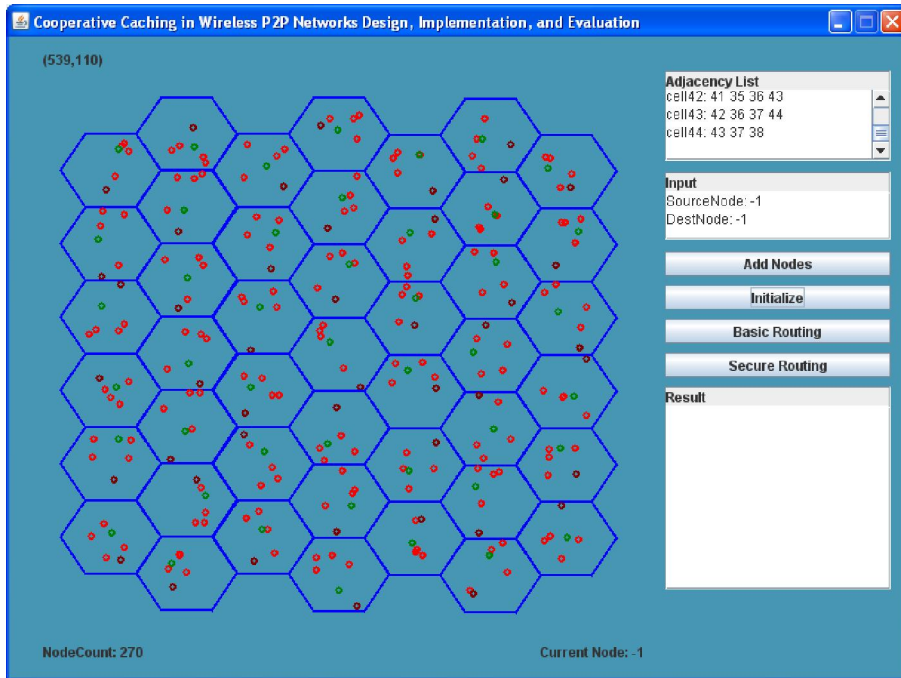 Cooperative Caching in Wireless P2P Networks Design, Implementation, and Evaluation
(539,110)
Adjacency List
cell42: 41 35 36 43
cell43: 42 36 37 44
cell44: 43 37 38
Input
SourceNode: -1
DestNode: -1
Add Nodes
Initialize
Basic Routing
Secure Routing
Result
NodeCount: 270
Current Node: -1